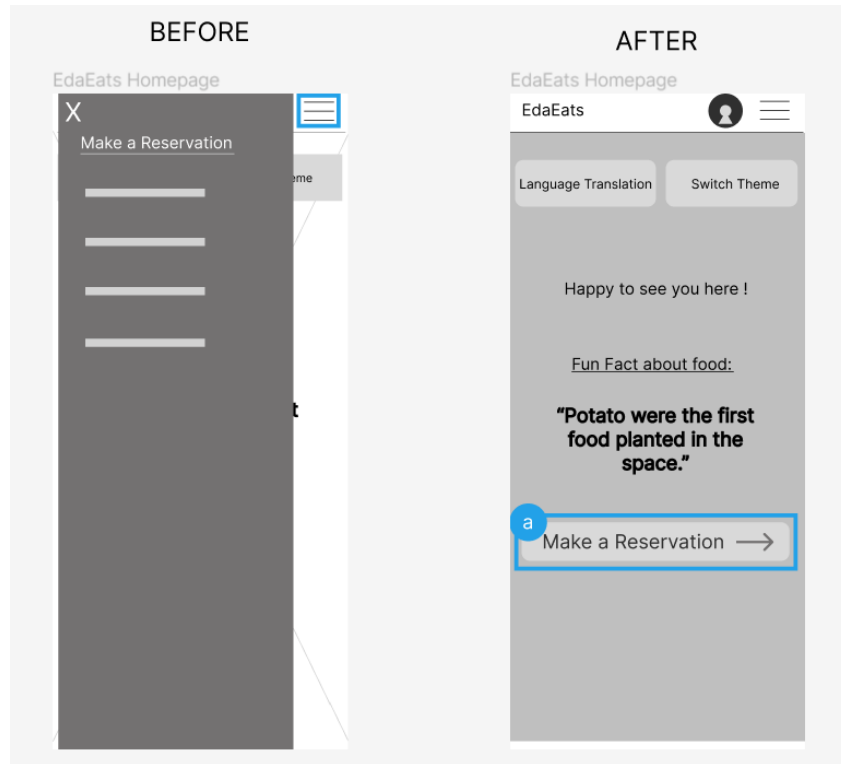 BEFORE
EdaEats Homepage
X
Make a Reservation
t
AFTER
EdaEats Homepage
EdaEats
Language Translation
Switch Theme
Happy to see you here !
Fun Fact about food:
“Potato were the first
food planted in the
space.”
a
Make a Reservation